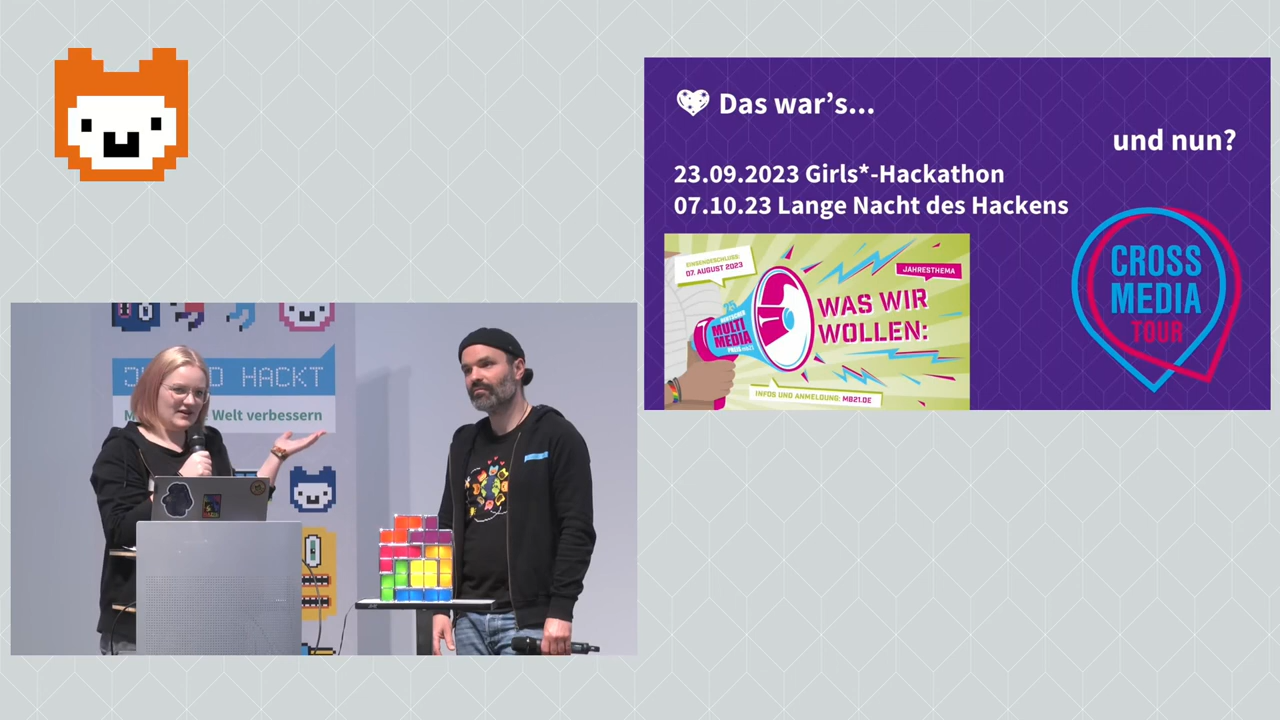 Das war's...
und nun?
23.09.2023 Girls*-Hackathon
07.10.23 Lange Nacht des Hackens
EINSENDESCHLUSS:
07. AUGUST 2023
JAHRESTHEMA
WAS WIR
WOLLEN:
MULTI
MEDIA
INFOS UND ANMELDUNG: MB21.DE
CROSS
MEDIA
TOUR
HACKT
Welt verbessern